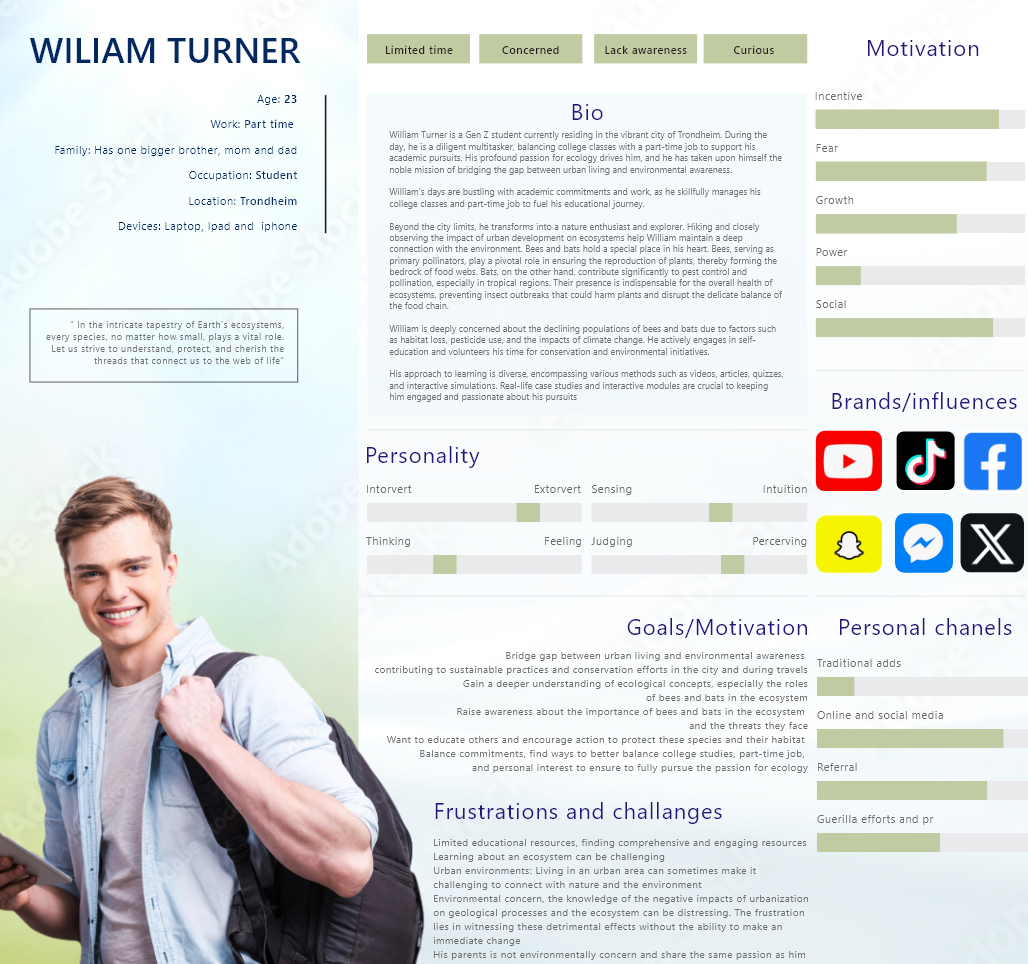 WILIAM TURNER
Age: 23
Work: Part time
Family: Has one bigger brother, mom and dad
Occupation: Student
Location: Trondheim
Devices: Laptop, Ipad and iphone
" In the intricate tapestry of Earth's ecosystems,
every species, no matter how small, plays a vital role.
Let us strive to understand, protect, and cherish the
threads that connect us to the web of life"
Limited time
Concerned
Lack awareness
Curious
Bio
William Turner is a Gen Z student currently residing in the vibrant city of Trondheim. During the
day, he is a diligent multitasker, balancing college classes with a part-time job to support his
academic pursuits. His profound passion for ecology drives him, and he has taken upon himself the
noble mission of bridging the gap between urban living and environmental awareness.
William's days are bustling with academic commitments and work, as he skillfully manages his
college classes and part-time job to fuel his educational journey.
Beyond the city limits, he transforms into a nature enthusiast and explorer. Hiking and closely
observing the impact of urban development on ecosystems help William maintain a deep
connection with the environment. Bees and bats hold a special place in his heart. Bees, serving as
primary pollinators, play a pivotal role in ensuring the reproduction of plants, thereby forming the
bedrock of food webs. Bats, on the other hand, contribute significantly to pest control and
pollination, especially in tropical regions. Their presence is indispensable for the overall health of
ecosystems, preventing insect outbreaks that could harm plants and disrupt the delicate balance of
the food chain.
William is deeply concerned about the declining populations of bees and bats due to factors such
as habitat loss, pesticide use, and the impacts of climate change. He actively engages in self-
education and volunteers his time for conservation and environmental initiatives.
His approach to learning is diverse, encompassing various methods such as videos, articles, quizzes,
and interactive simulations. Real-life case studies and interactive modules are crucial to keeping
him engaged and passionate about his pursuits
Personality
Intorvert
Extorvert
Sensing
Intuition
Thinking
Feeling
Judging
Percerving
Goals/Motivation
Bridge gap between urban living and environmental awareness
contributing to sustainable practices and conservation efforts in the city and during travels
Gain a deeper understanding of ecological concepts, especially the roles
of bees and bats in the ecosystem
Raise awareness about the importance of bees and bats in the ecosystem
and the threats they face
Want to educate others and encourage action to protect these species and their habitat
Balance commitments, find ways to better balance college studies, part-time job,
and personal interest to ensure to fully pursue the passion for ecology
Frustrations and challanges
Limited educational resources, finding comprehensive and engaging resources
Learning about an ecosystem can be challenging
Urban environments: Living in an urban area can sometimes make it
challenging to connect with nature and the environment
Environmental concern, the knowledge of the negative impacts of urbanization
on geological processes and the ecosystem can be distressing. The frustration
lies in witnessing these detrimental effects without the ability to make an
immediate change
His parents is not environmentally concern and share the same passion as him
Motivation
Incentive
Fear
Growth
Power
Social
Brands/influences
Personal chanels
Traditional adds
Online and social media
Referral
Guerilla efforts and pr
Adobe Stock